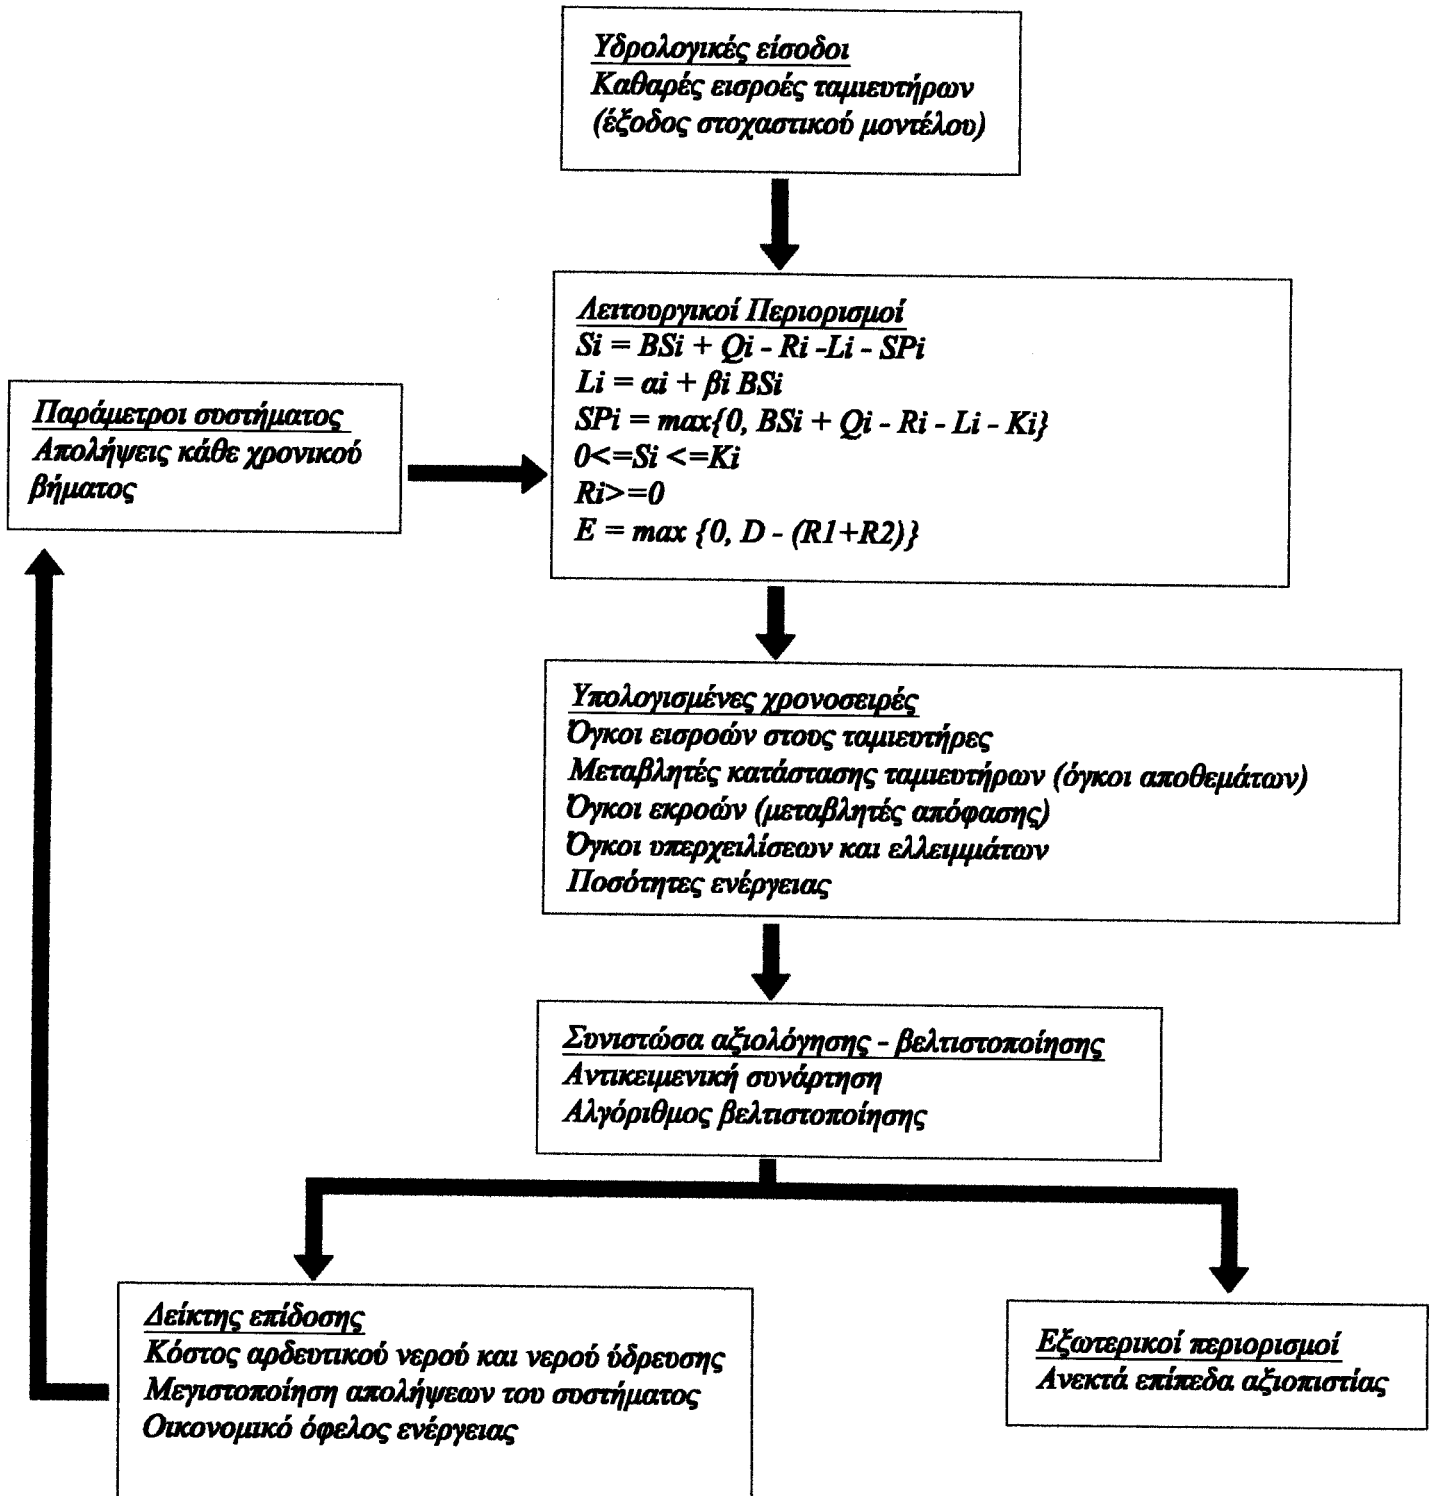 Υδρολογικές είσοδοι
Καθαρές εισροές ταμιευτήρων
(έξοδος στοχαστικού μοντέλου)
Λειτουργικοί Περιορισμοί
Si = BSi + Qi - Ri -Li - SPi
Li = αi + βi BSi
SPi = max{0, BSi + Qi - Ri - Li - Ki}
0<=Si <=Ki
Ri>=0
E = max {0, D - (R1+R2)}
Παράμετροι συστήματος
Απολήψεις κάθε χρονικού
βήματος
Υπολογισμένες χρονοσειρές
Όγκοι εισροών στους ταμιευτήρες
Μεταβλητές κατάστασης ταμιευτήρων (όγκοι αποθεμάτων)
Όγκοι εκροών (μεταβλητές απόφασης)
Όγκοι υπερχειλίσεων και ελλειμμάτων
Ποσότητες ενέργειας
Συνιστώσα αξιολόγησης - βελτιστοποίησης
Αντικειμενική συνάρτηση
Αλγόριθμος βελτιστοποίησης
Δείκτης επίδοσης
Κόστος αρδευτικού νερού και νερού ύδρευσης
Μεγιστοποίηση απολήψεων του συστήματος
Οικονομικό όφελος ενέργειας
Εξωτερικοί περιορισμοί
Ανεκτά επίπεδα αξιοπιστίας